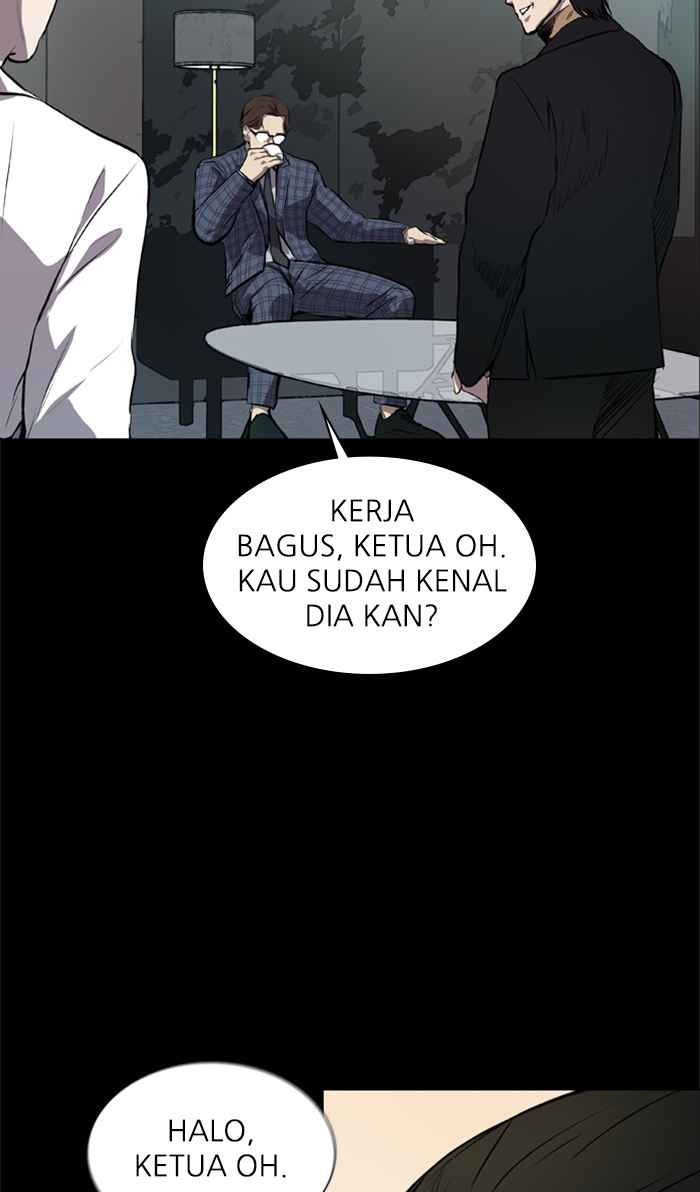 KERJA
BAGUS, KETUA OH.
KAU SUDAH KENAL
DIA KAN?
HALO,
KETUA OH.